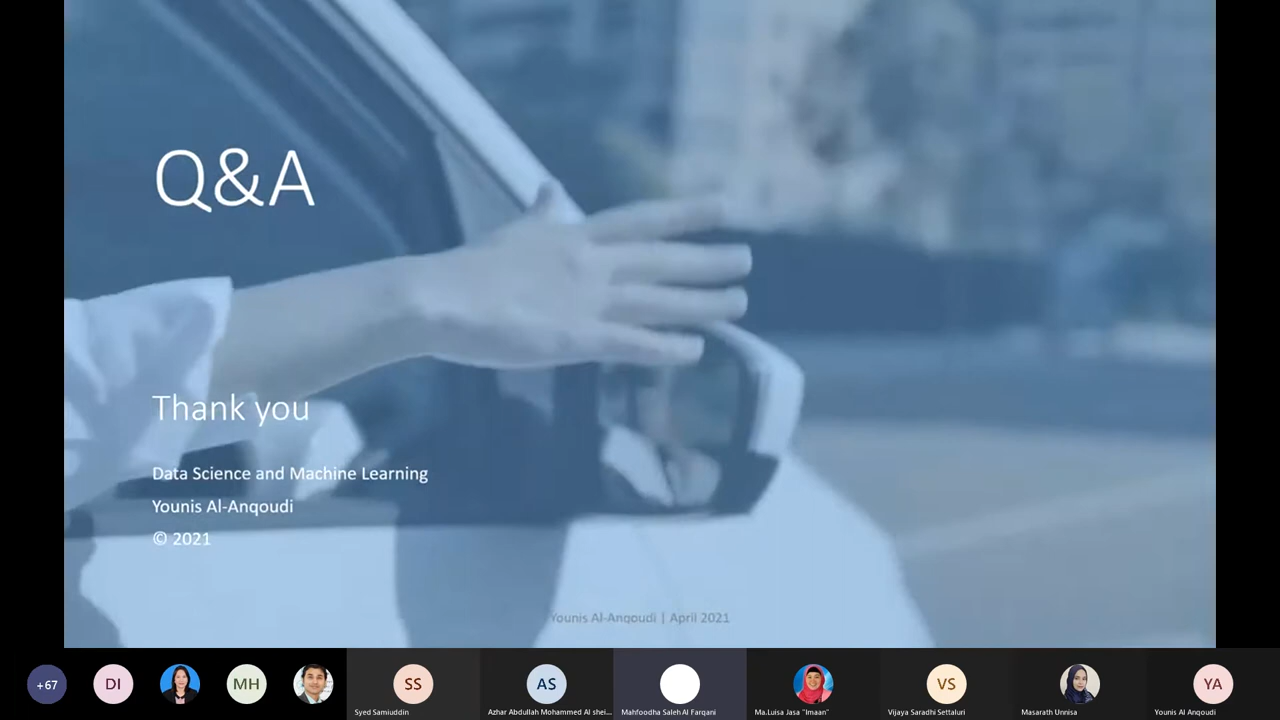 Q&A
Thank you
Data Science and Machine Learning
Younis Al-Anqoudi
© 2021
Younis Al-Anqoudi | April 2021
+67
DI
MH
SS
AS
VS
YA
Syed Samiuddin
Azhar Abdullah Mohammed Al shei...
Mahfoodha Saleh Al Farqani
Ma.Luisa Jasa "Imaan"
Vijaya Saradhi Settaluri
Masarath Unnisa
Younis Al Anqoudi